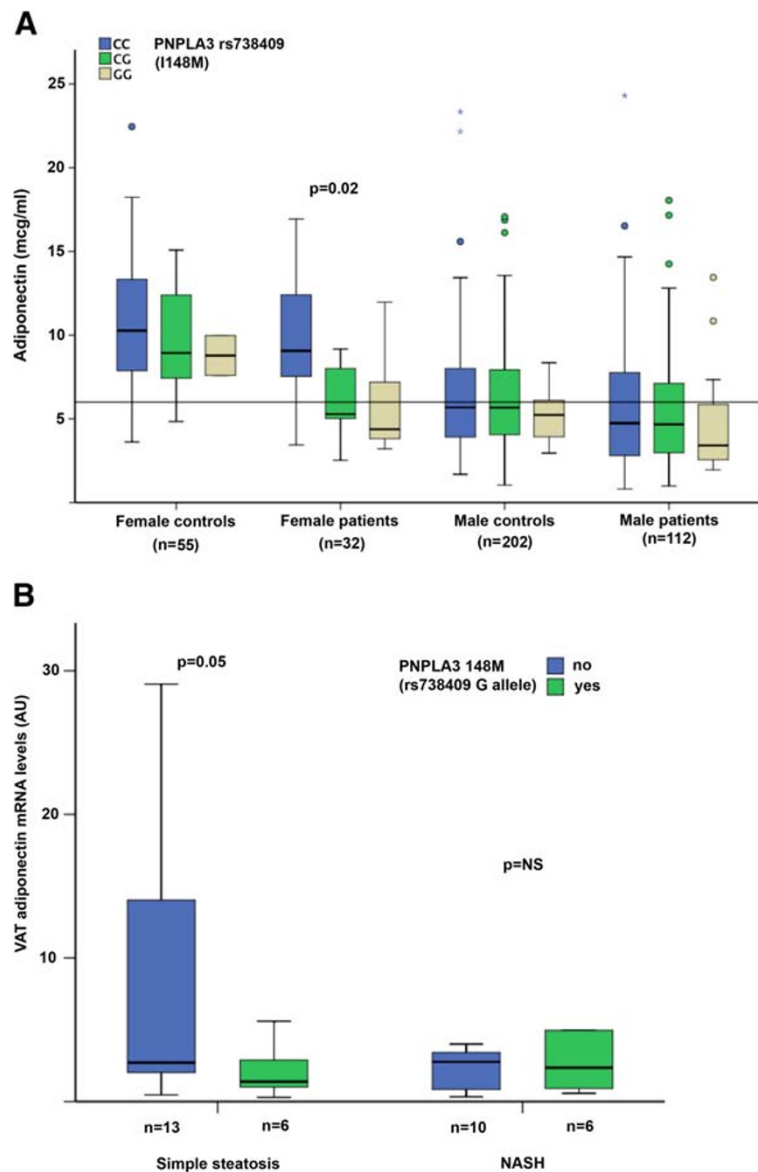 A
CC PNPLA3 rs738409
CG (I148M)
GG
Adiponectin (mcg/ml)
25
20
15
10
5
p=0.02
Female controls Female patients Male controls Male patients
(n=55) (n=32) (n=202) (n=112)
B
VAT adiponectin mRNA levels (AU)
30
20
10
p=0.05
PNPLA3 148M no
(rs738409 G allele) yes
p=NS
n=13 n=6 n=10 n=6
Simple steatosis NASH